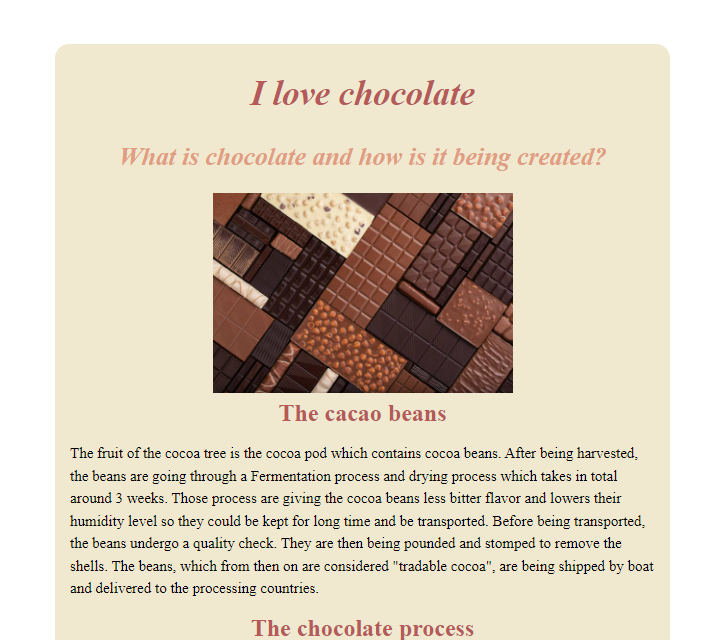 I love chocolate
What is chocolate and how is it being created?
The cacao beans
The fruit of the cocoa tree is the cocoa pod which contains cocoa beans. After being harvested,
the beans are going through a Fermentation process and drying process which takes in total
around 3 weeks. Those process are giving the cocoa beans less bitter flavor and lowers their
humidity level so they could be kept for long time and be transported. Before being transported,
the beans undergo a quality check. They are then being pounded and stomped to remove the
shells. The beans, which from then on are considered "tradable cocoa", are being shipped by boat
and delivered to the processing countries.
The chocolate process